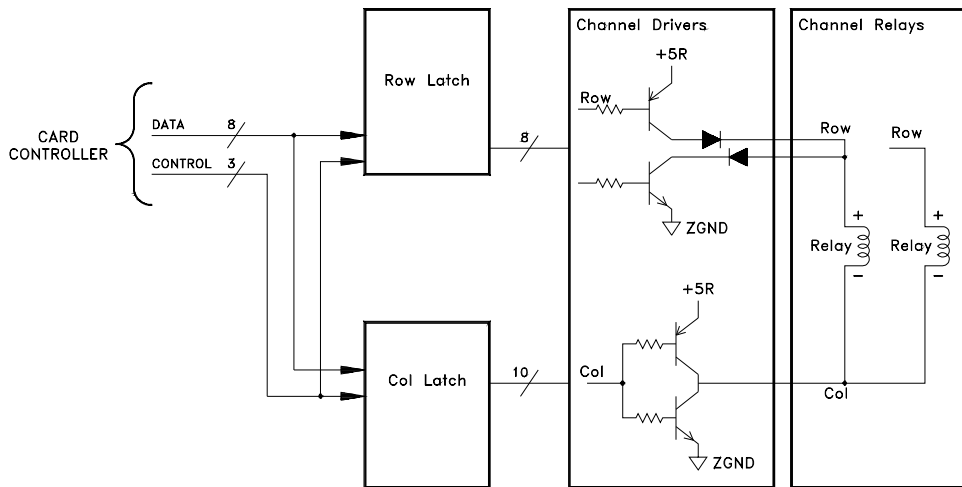 Channel Drivers
Channel Relays
+5R
Row Latch
Row
DATA
8
8
Row
Row
CARD
CONTROLLER
CONTROL
3
ZGND
+
+
Relay
Relay
−
−
+5R
Col Latch
10
Col
Col
ZGND